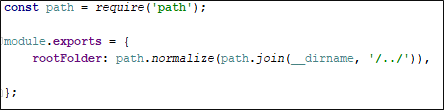 const path = require('path');
module.exports = {
    rootFolder: path.normalize(path.join(__dirname, '/../')),
};